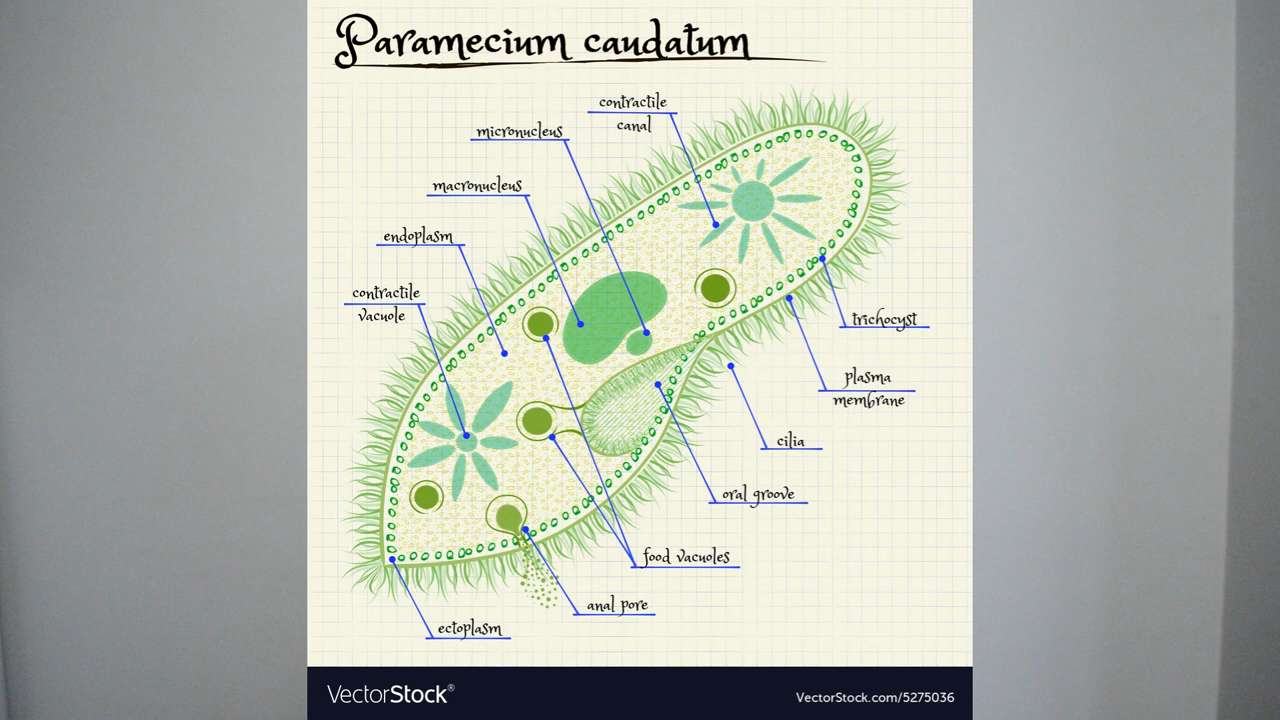 Paramecium caudatum
contractile
canal
micronucleus
macronucleus
endoplasm
contractile
vacuole
trichocyst
plasma
membrane
cilia
oral groove
food vacuoles
anal pore
ectoplasm
VectorStock®
VectorStock.com/5275036